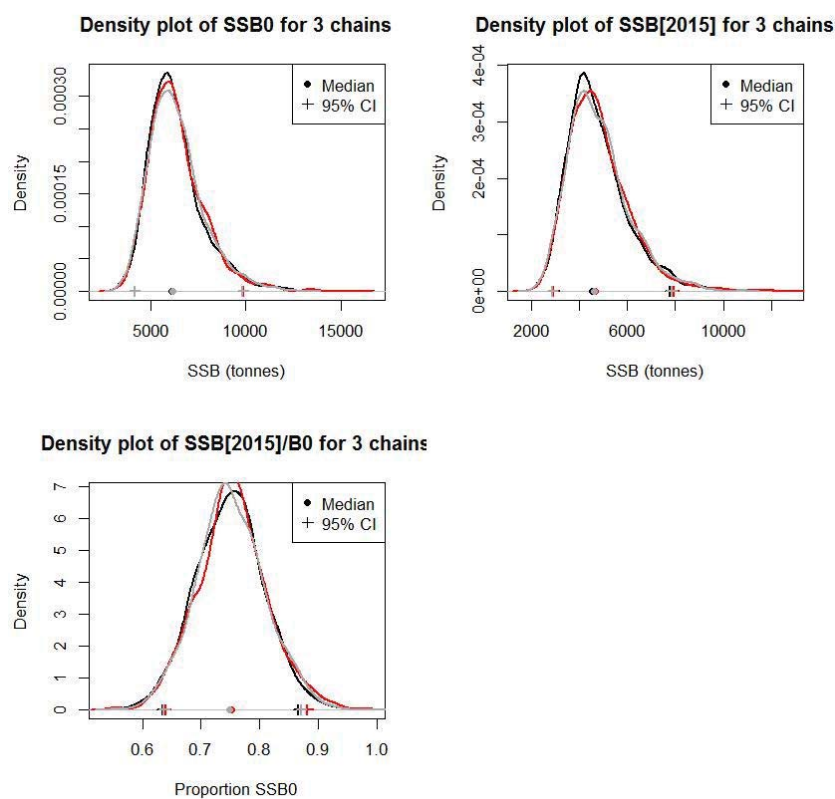 Density plot of SSB0 for 3 chains
Median
95% CI
Density
0.00000
0.00015
0.00030
5000
10000
15000
SSB (tonnes)
Density plot of SSB[2015] for 3 chains
Median
95% CI
Density
0e+00
2e-04
3e-04
4e-04
2000
6000
10000
SSB (tonnes)
Density plot of SSB[2015]/B0 for 3 chains
Median
95% CI
Density
0
1
2
3
4
5
6
7
0.6
0.7
0.8
0.9
1.0
Proportion SSB0